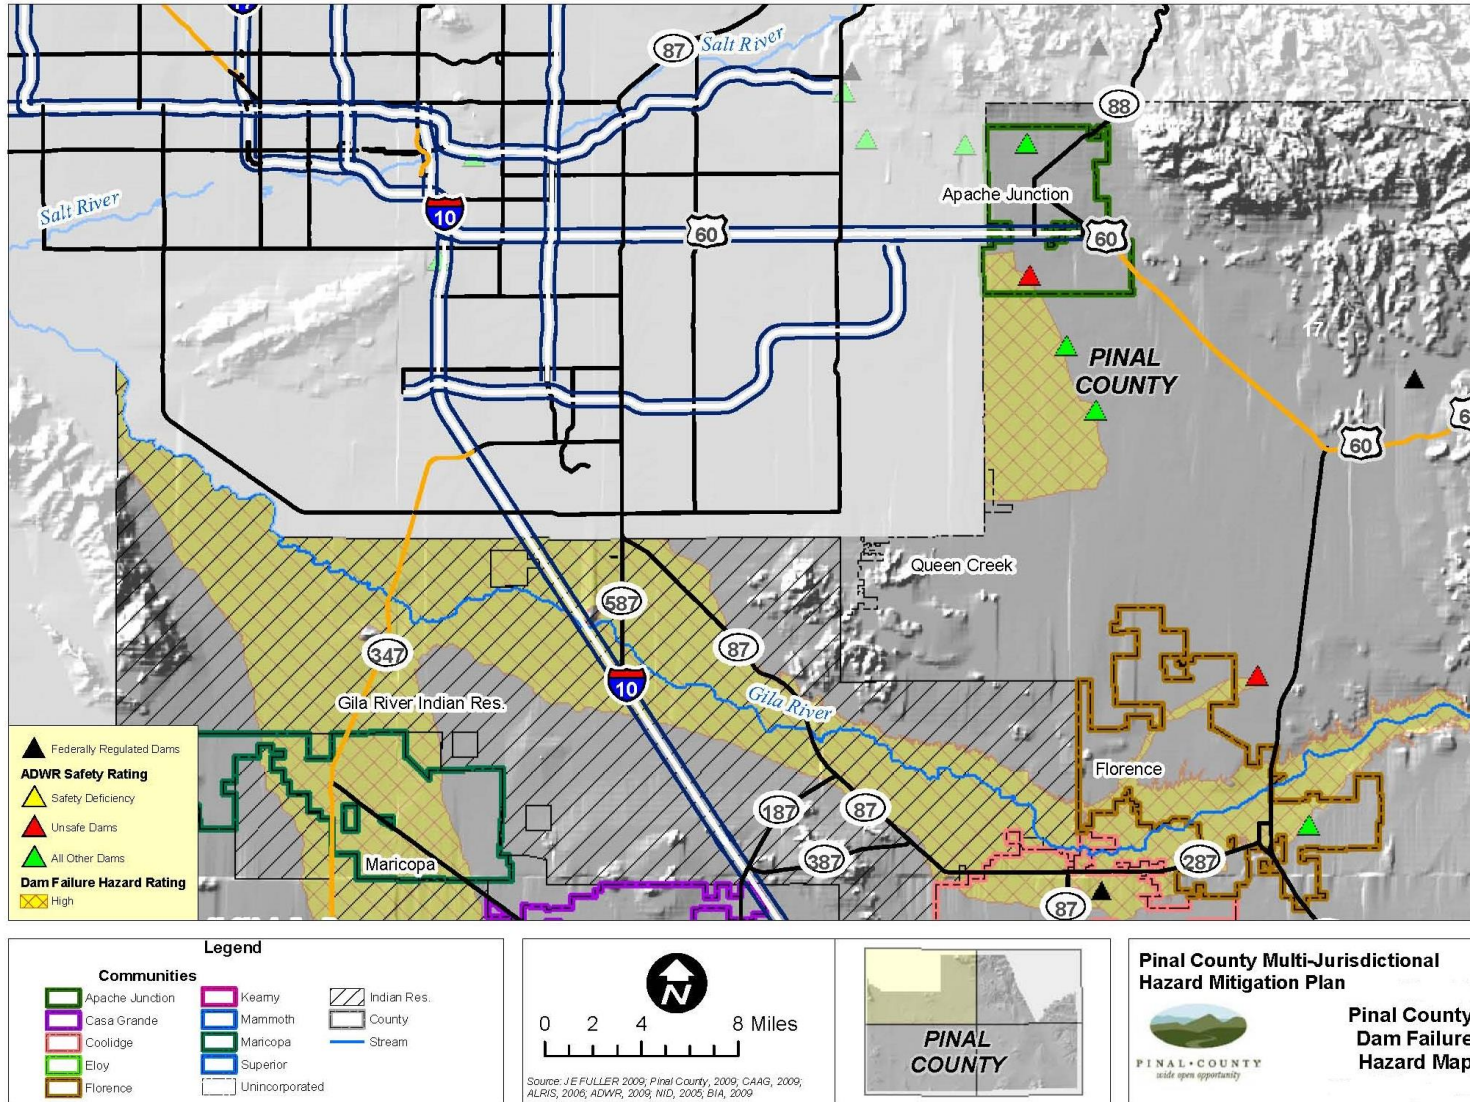 17
Salt River
87
88
Salt River
10
60
Apache Junction
60
17
PINAL
COUNTY
60
6
Queen Creek
587
87
347
10
Gila River
Gila River Indian Res.
Florence
187
87
387
287
Maricopa
87
Federally Regulated Dams
ADWR Safety Rating
Safety Deficiency
Unsafe Dams
All Other Dams
Dam Failure Hazard Rating
High
Legend
Communities
Apache Junction
Casa Grande
Coolidge
Eloy
Florence
Kearny
Mammoth
Maricopa
Superior
Unincorporated
Indian Res.
County
Stream
N
0 2 4 8 Miles
Source: JE FULLER 2009; Pinal County, 2009; CAAG, 2009;
ALRIS, 2006; ADWR, 2009; NID, 2005; BIA, 2009
PINAL
COUNTY
Pinal County Multi-Jurisdictional
Hazard Mitigation Plan
PINAL • COUNTY
wide open opportunity
Pinal County
Dam Failure
Hazard Map